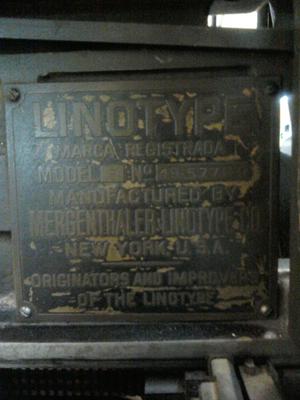 LINOTYPE
MARCA REGISTRADA
MODEL Nº
MANUFACTURED BY
MERGENTHALER LINOTYPE CO
NEW YORK, U.S.A.
ORIGINATORS AND IMPROVERS
OF THE LINOTYPE